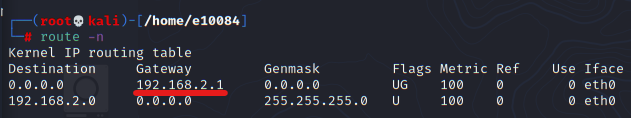 (root💀kali)-[/home/e10084]
# route -n
Kernel IP routing table
Destination Gateway Genmask Flags Metric Ref Use Iface
0.0.0.0 192.168.2.1 0.0.0.0 UG 100 0 0 eth0
192.168.2.0 0.0.0.0 255.255.255.0 U 100 0 0 eth0